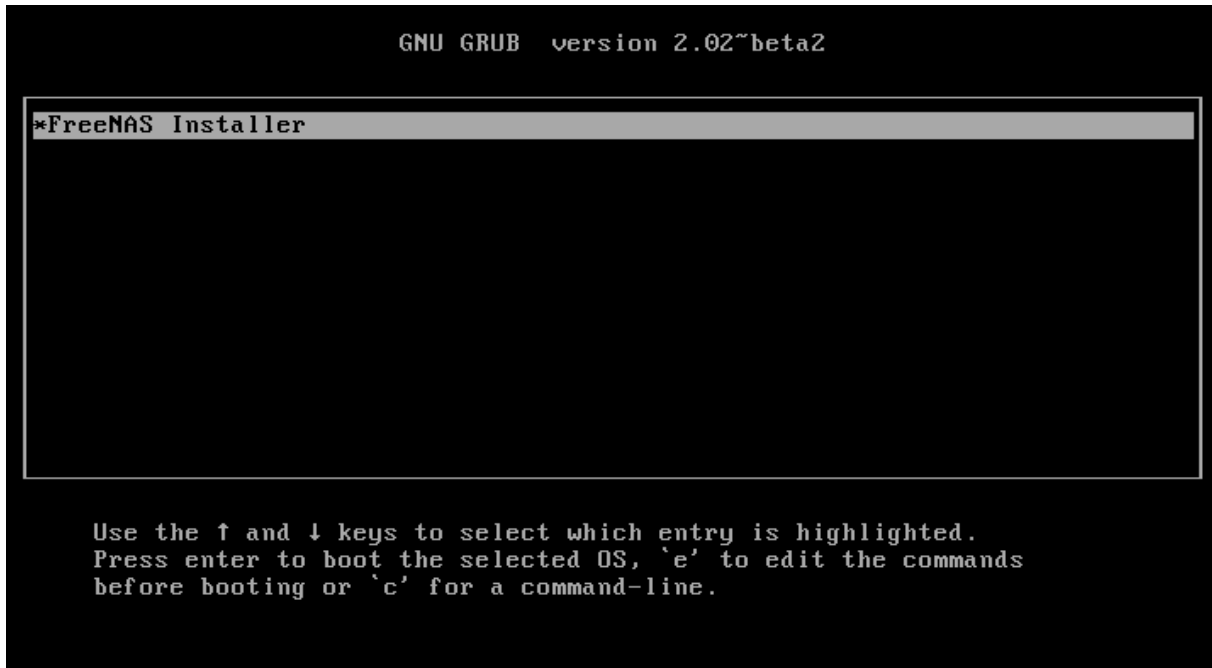 GNU GRUB  version 2.02~beta2
*FreeNAS Installer
Use the ↑ and ↓ keys to select which entry is highlighted.
Press enter to boot the selected OS, `e' to edit the commands
before booting or `c' for a command-line.